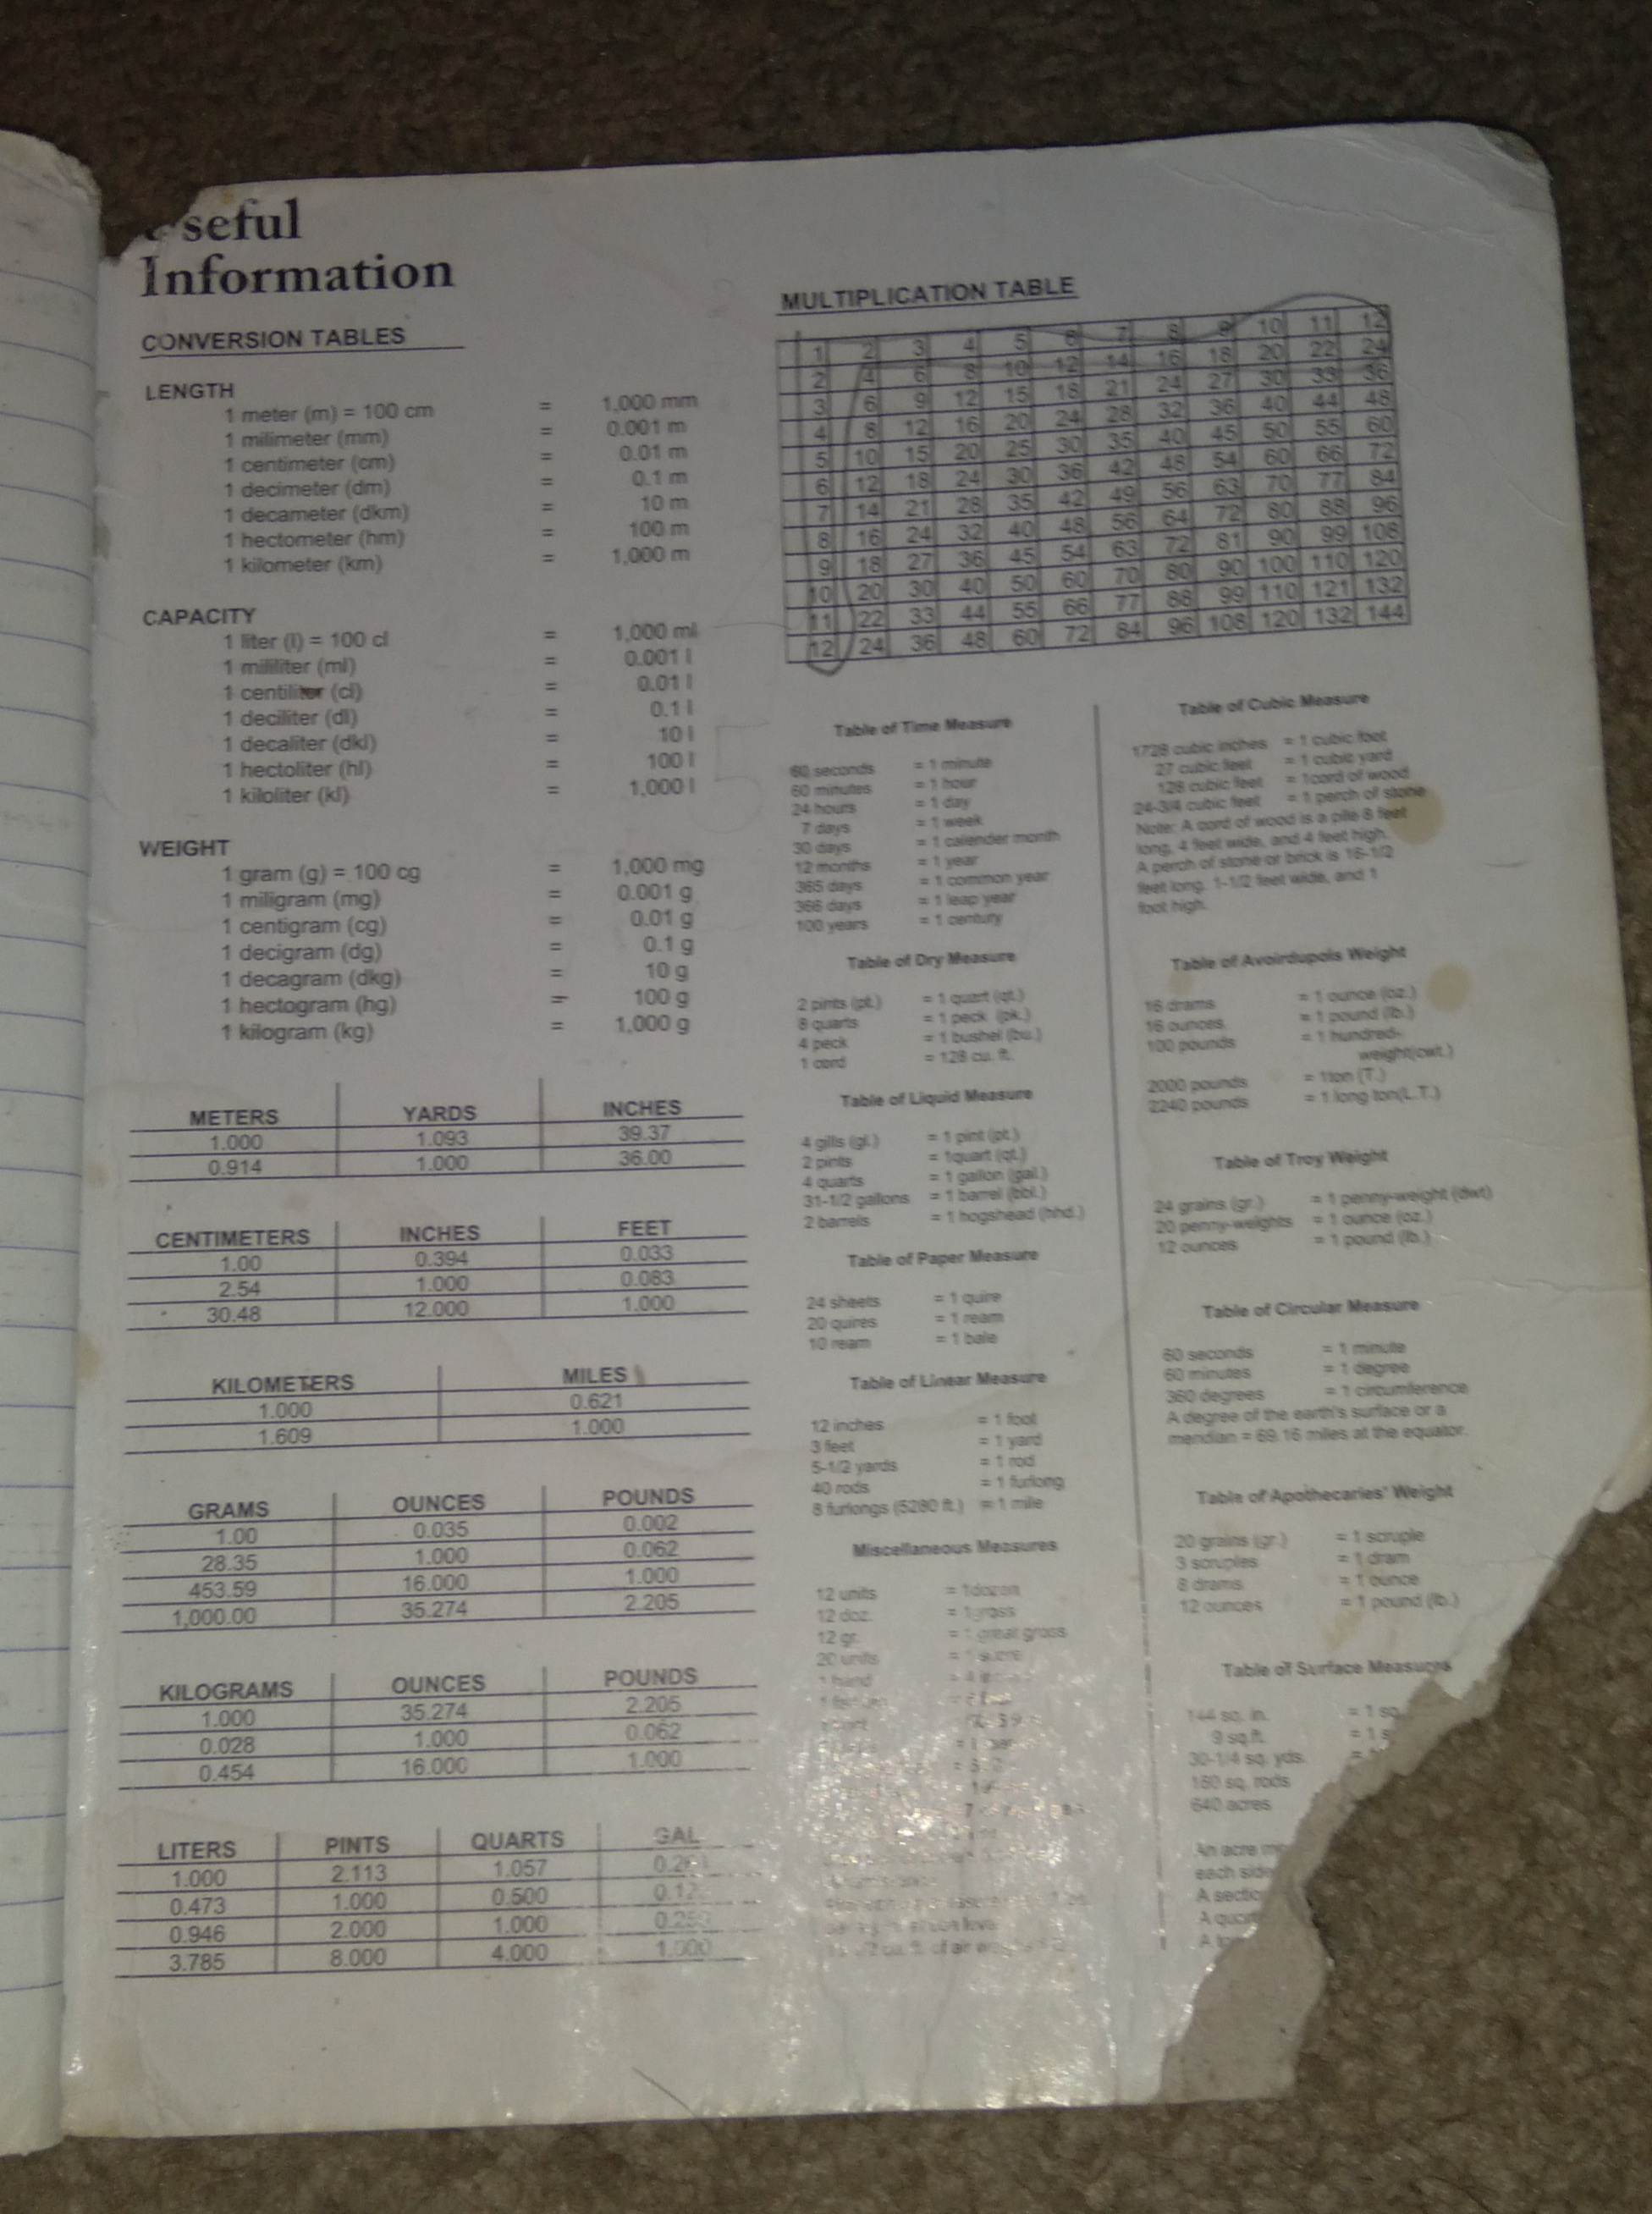 seful
Information
CONVERSION TABLES
LENGTH
1 meter (m) = 100 cm = 1,000 mm
1 milimeter (mm) = 0.001 m
1 centimeter (cm) = 0.01 m
1 decimeter (dm) = 0.1 m
1 decameter (dkm) = 10 m
1 hectometer (hm) = 100 m
1 kilometer (km) = 1,000 m
CAPACITY
1 liter (l) = 100 cl = 1,000 ml
1 mililiter (ml) = 0.001 l
1 centiliter (cl) = 0.01 l
1 deciliter (dl) = 0.1 l
1 decaliter (dkl) = 10 l
1 hectoliter (hl) = 100 l
1 kiloliter (kl) = 1,000 l
WEIGHT
1 gram (g) = 100 cg = 1,000 mg
1 miligram (mg) = 0.001 g
1 centigram (cg) = 0.01 g
1 decigram (dg) = 0.1 g
1 decagram (dkg) = 10 g
1 hectogram (hg) = 100 g
1 kilogram (kg) = 1,000 g
METERS YARDS INCHES
1.000 1.093 39.37
0.914 1.000 36.00
CENTIMETERS INCHES FEET
1.00 0.394 0.033
2.54 1.000 0.083
30.48 12.000 1.000
KILOMETERS MILES
1.000 0.621
1.609 1.000
GRAMS OUNCES POUNDS
1.00 0.035 0.002
28.35 1.000 0.062
453.59 16.000 1.000
1,000.00 35.274 2.205
KILOGRAMS OUNCES POUNDS
1.000 35.274 2.205
0.028 1.000 0.062
0.454 16.000 1.000
LITERS PINTS QUARTS GAL
1.000 2.113 1.057
0.473 1.000 0.500
0.946 2.000 1.000
3.785 8.000 4.000 1.000
MULTIPLICATION TABLE
1 2 3 4 5 6 7 8 9 10 11 12
2 4 6 8 10 12 14 16 18 20 22 24
3 6 9 12 15 18 21 24 27 30 33 36
4 8 12 16 20 24 28 32 36 40 44 48
5 10 15 20 25 30 35 40 45 50 55 60
6 12 18 24 30 36 42 48 54 60 66 72
7 14 21 28 35 42 49 56 63 70 77 84
8 16 24 32 40 48 56 64 72 80 88 96
9 18 27 36 45 54 63 72 81 90 99 108
10 20 30 40 50 60 70 80 90 100 110 120
11 22 33 44 55 66 77 88 99 110 121 132
12 24 36 48 60 72 84 96 108 120 132 144
Table of Time Measure
60 seconds = 1 minute
60 minutes = 1 hour
24 hours = 1 day
7 days = 1 week
30 days = 1 calender month
12 months = 1 year
365 days = 1 common year
366 days = 1 leap year
100 years = 1 century
Table of Dry Measure
2 pints (pt.) = 1 quart (qt.)
8 quarts = 1 peck (pk.)
4 peck = 1 bushel (bu.)
1 cord = 128 cu. ft.
Table of Liquid Measure
4 gills (gl.) = 1 pint (pt.)
2 pints = 1quart (qt.)
4 quarts = 1 gallon (gal.)
31-1/2 gallons = 1 barrel (bbl.)
2 barrels = 1 hogshead (hhd.)
Table of Paper Measure
24 sheets = 1 quire
20 quires = 1 ream
10 ream = 1 bale
Table of Linear Measure
12 inches = 1 foot
3 feet = 1 yard
5-1/2 yards = 1 rod
40 rods = 1 furlong
8 furlongs (5280 ft.) = 1 mile
Miscellaneous Measures
12 units = 1dozen
12 doz. = 1gross
12 gr. = 1 great gross
20 units
1 hand
Table of Cubic Measure
1728 cubic inches = 1 cubic foot
27 cubic feet = 1 cubic yard
128 cubic feet = 1cord of wood
24-3/4 cubic feet = 1 perch of stone
Note: A cord of wood is a pile 8 feet
long, 4 feet wide, and 4 feet high.
A perch of stone or brick is 16-1/2
feet long, 1-1/2 feet wide, and 1
foot high.
Table of Avoirdupois Weight
16 drams = 1 ounce (oz.)
16 ounces = 1 pound (lb.)
100 pounds = 1 hundred-
weight(cwt.)
2000 pounds = 1ton (T.)
2240 pounds = 1 long ton(L.T.)
Table of Troy Weight
24 grains (gr.) = 1 penny-weight (dwt)
20 penny-weights = 1 ounce (oz.)
12 ounces = 1 pound (lb.)
Table of Circular Measure
60 seconds = 1 minute
60 minutes = 1 degree
360 degrees = 1 circumference
A degree of the earth's surface or a
meridian = 69.16 miles at the equator.
Table of Apothecaries' Weight
20 grains (gr.) = 1 scruple
3 scruples = 1 dram
8 drams = 1 ounce
12 ounces = 1 pound (lb.)
Table of Surface Measures
144 sq. in. = 1 sq
9 sq.ft. = 1 s
30-1/4 sq. yds. =
160 sq. rods
640 acres
An acre
each side
A
A
A